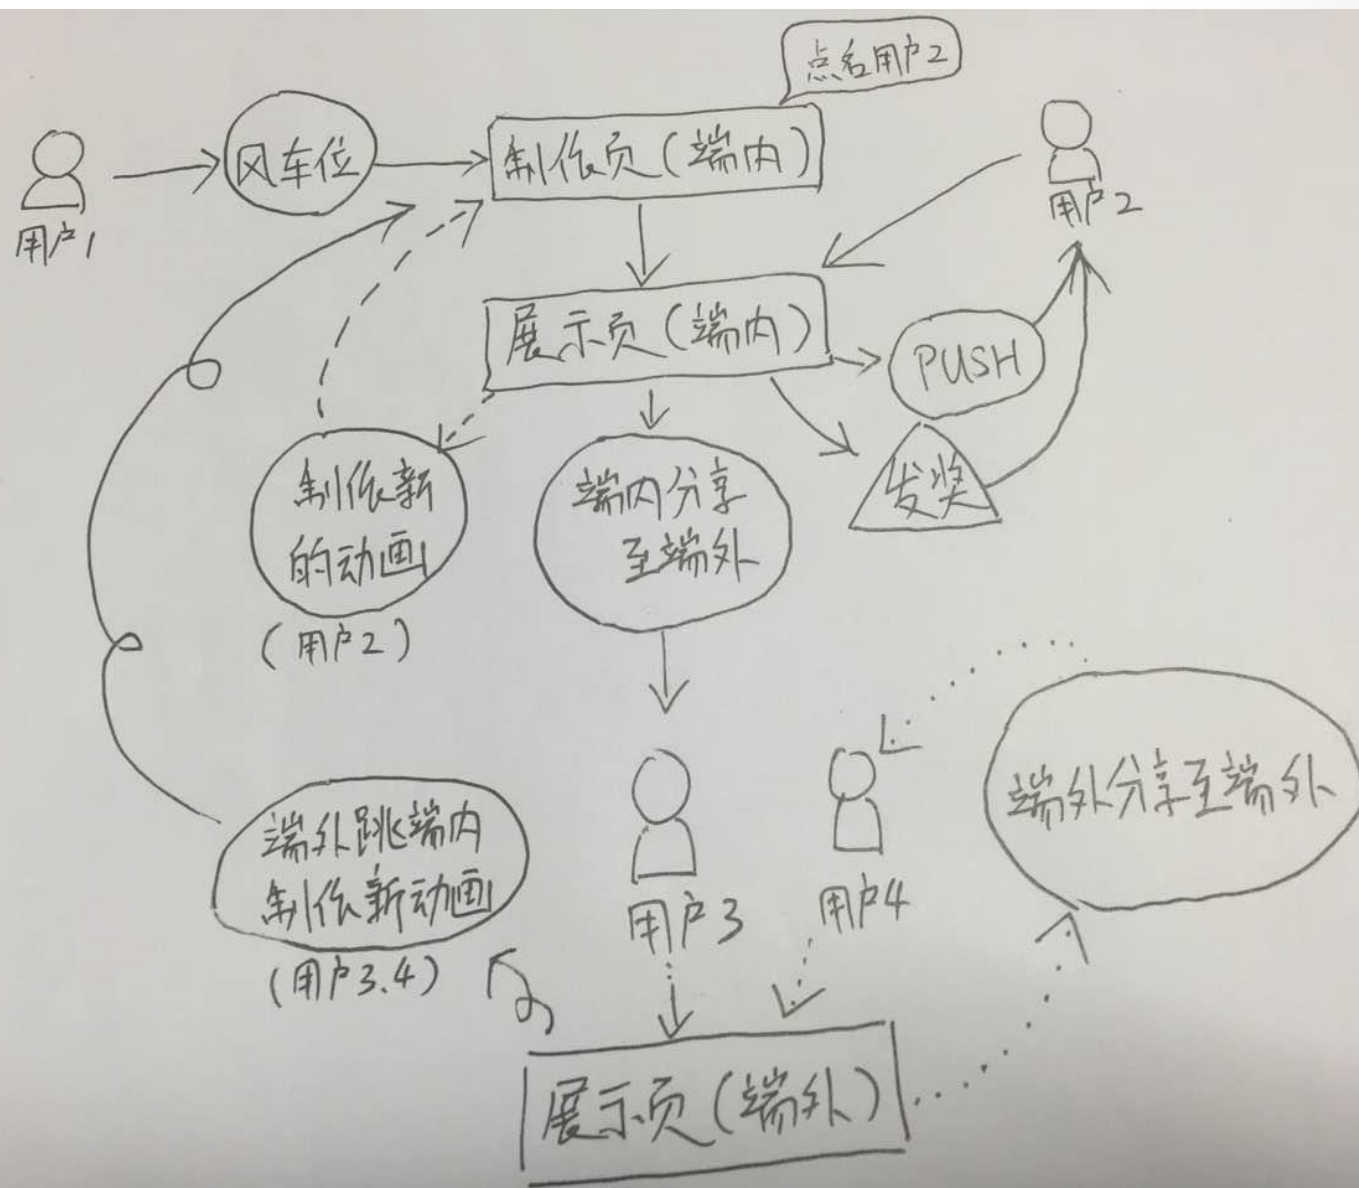 点名用户2
风车位
制作页(端内)
用户1
用户2
展示页(端内)
PUSH
发奖
制作新
的动画
(用户2)
端内分享
至端外
端外分享至端外
端外跳端内
制作新动画
(用户3.4)
用户3
用户4
展示页(端外)